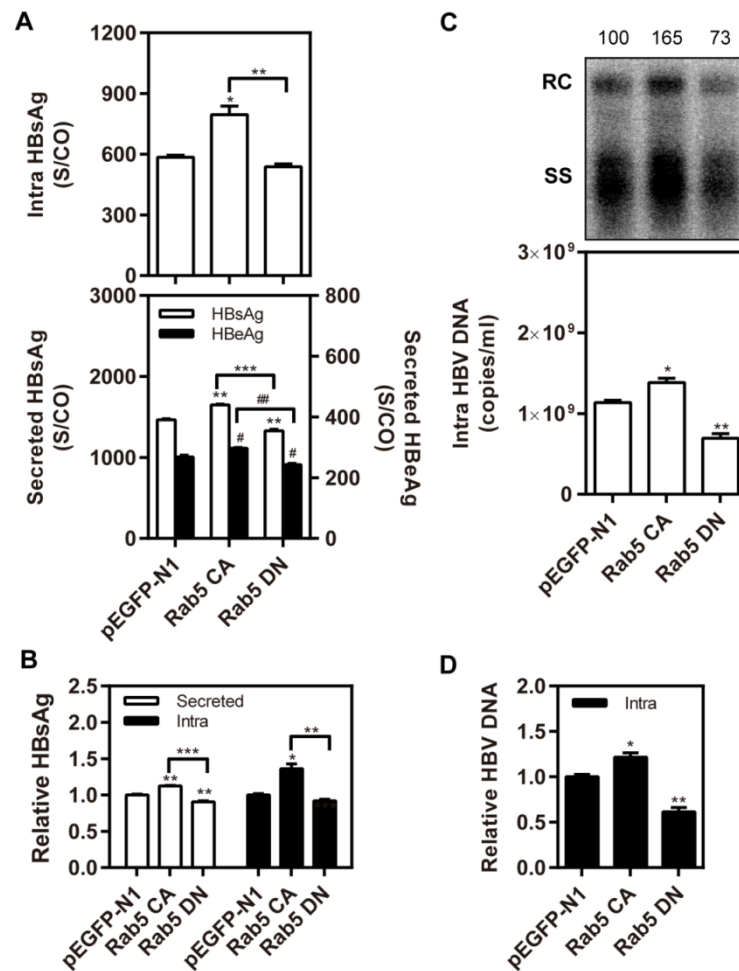 A
Intra HBsAg
(S/CO)
1200
900
600
300
0
*
**
Secreted HBsAg
(S/CO)
3000
2000
1000
0
HBsAg
HBeAg
800
600
400
200
0
Secreted HBeAg
(S/CO)
***
**
##
**
#
#
pEGFP-N1
Rab5 CA
Rab5 DN
B
Relative HBsAg
2.5
2.0
1.5
1.0
0.5
0.0
Secreted
Intra
***
**
**
**
*
pEGFP-N1
Rab5 CA
Rab5 DN
pEGFP-N1
Rab5 CA
Rab5 DN
C
100 165 73
RC
SS
Intra HBV DNA
(copies/ml)
3×10⁹
2×10⁹
1×10⁹
0
*
**
pEGFP-N1
Rab5 CA
Rab5 DN
D
Relative HBV DNA
2.0
1.5
1.0
0.5
0.0
Intra
*
**
pEGFP-N1
Rab5 CA
Rab5 DN